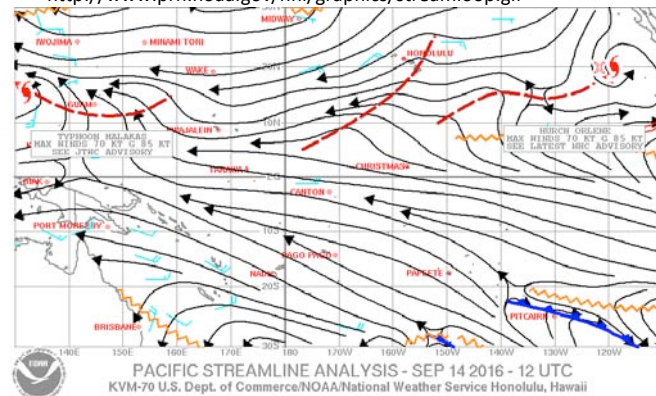 MIDWAY
IWOJIMA
MINAMI TORI
HONOLULU
20N
WAKE
GUAM
10N
KWAJALEIN
TYPHOON MALAKAS
MAX WINDS 70 KT G 85 KT
SEE JTWC ADVISORY
HURCN ORLENE
MAX WINDS 70 KT G 85 KT
SEE LATEST NHC ADVISORY
TARAWA
CHRISTMAS
BIAK
CANTON
PORT MORESBY
10S
PAGO PAGO
NADI
PAPEETE
20S
PITCAIRN
BRISBANE
30S
140E 150E 160E 170E 180 170W 160W 150W 140W 130W 120W
PACIFIC STREAMLINE ANALYSIS - SEP 14 2016 - 12 UTC
KVM-70 U.S. Dept. of Commerce/NOAA/National Weather Service Honolulu, Hawaii
NOAA